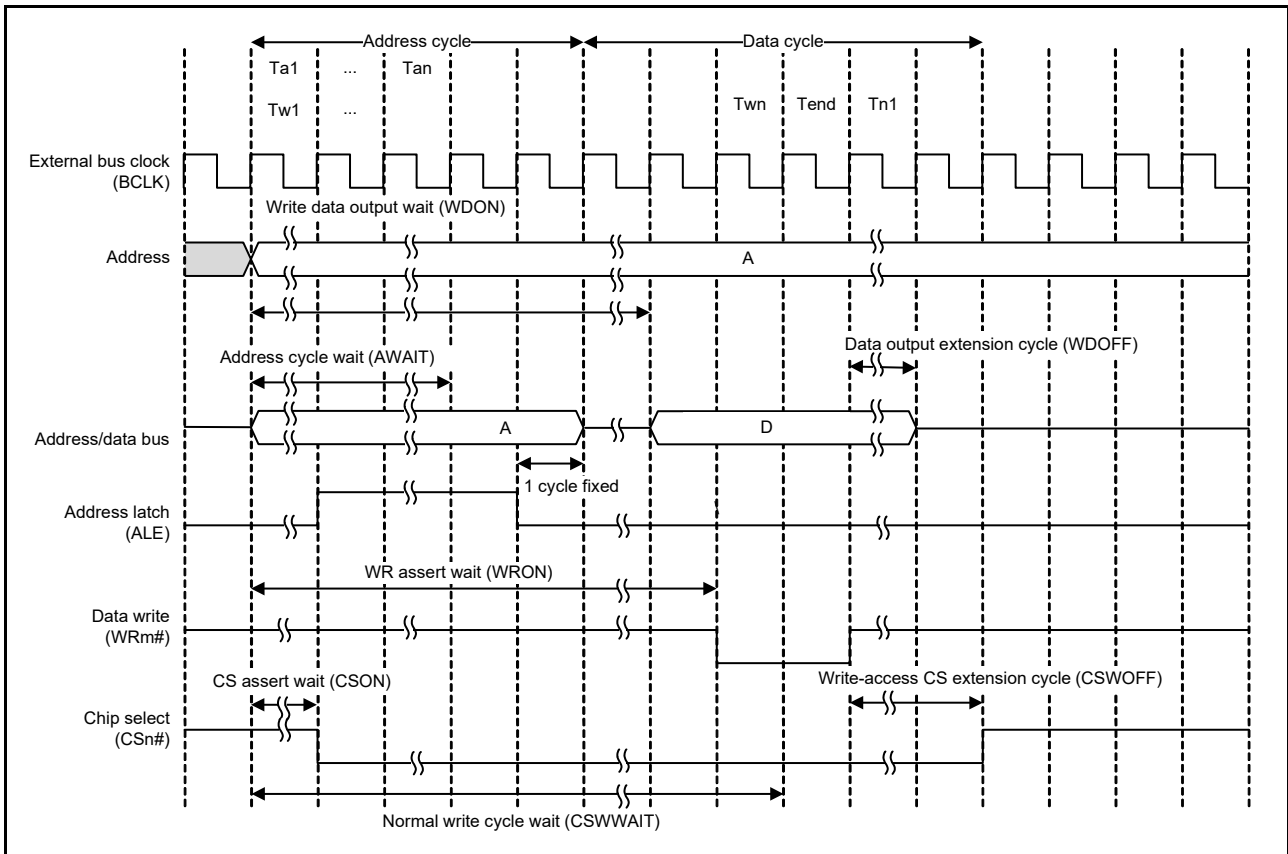 Address cycle
Data cycle
Ta1 ... Tan
Twn Tend Tn1
Tw1 ...
External bus clock
(BCLK)
Write data output wait (WDON)
Address
A
Data output extension cycle (WDOFF)
Address cycle wait (AWAIT)
Address/data bus
A
D
1 cycle fixed
Address latch
(ALE)
WR assert wait (WRON)
Data write
(WRm#)
CS assert wait (CSON)
Write-access CS extension cycle (CSWOFF)
Chip select
(CSn#)
Normal write cycle wait (CSWWAIT)